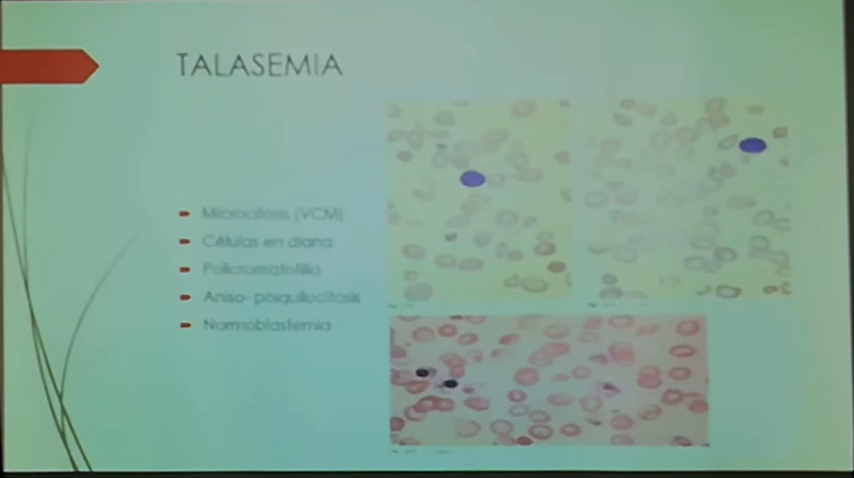 TALASEMIA
Microcitosis (VCM)
Células en diana
Policromatofilia
Aniso- poiquilocitosis
Normoblastemia